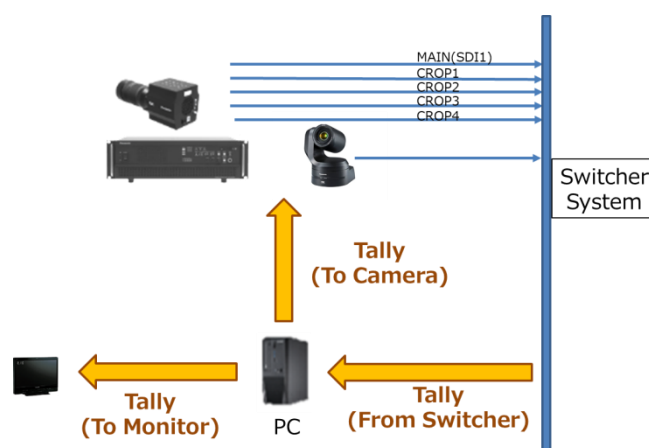 MAIN(SDI1)
CROP1
CROP2
CROP3
CROP4
Switcher
System
Tally
(To Camera)
Tally
(To Monitor)
PC
Tally
(From Switcher)